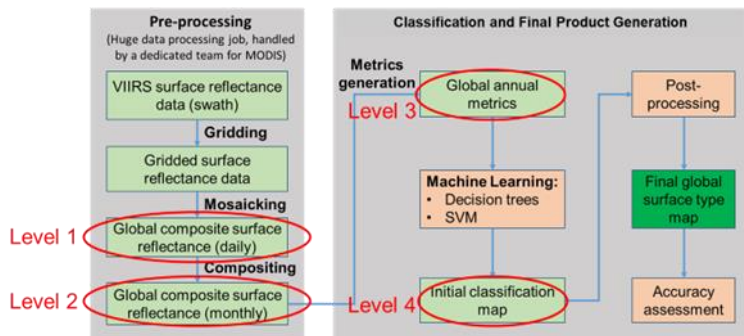 Pre-processing
(Huge data processing job, handled
by a dedicated team for MODIS)
VIIRS surface reflectance
data (swath)
Gridding
Gridded surface
reflectance data
Mosaicking
Level 1
Global composite surface
reflectance (daily)
Compositing
Level 2
Global composite surface
reflectance (monthly)
Classification and Final Product Generation
Metrics
generation
Level 3
Global annual
metrics
Machine Learning:
• Decision trees
• SVM
Level 4
Initial classification
map
Post-
processing
Final global
surface type
map
Accuracy
assessment